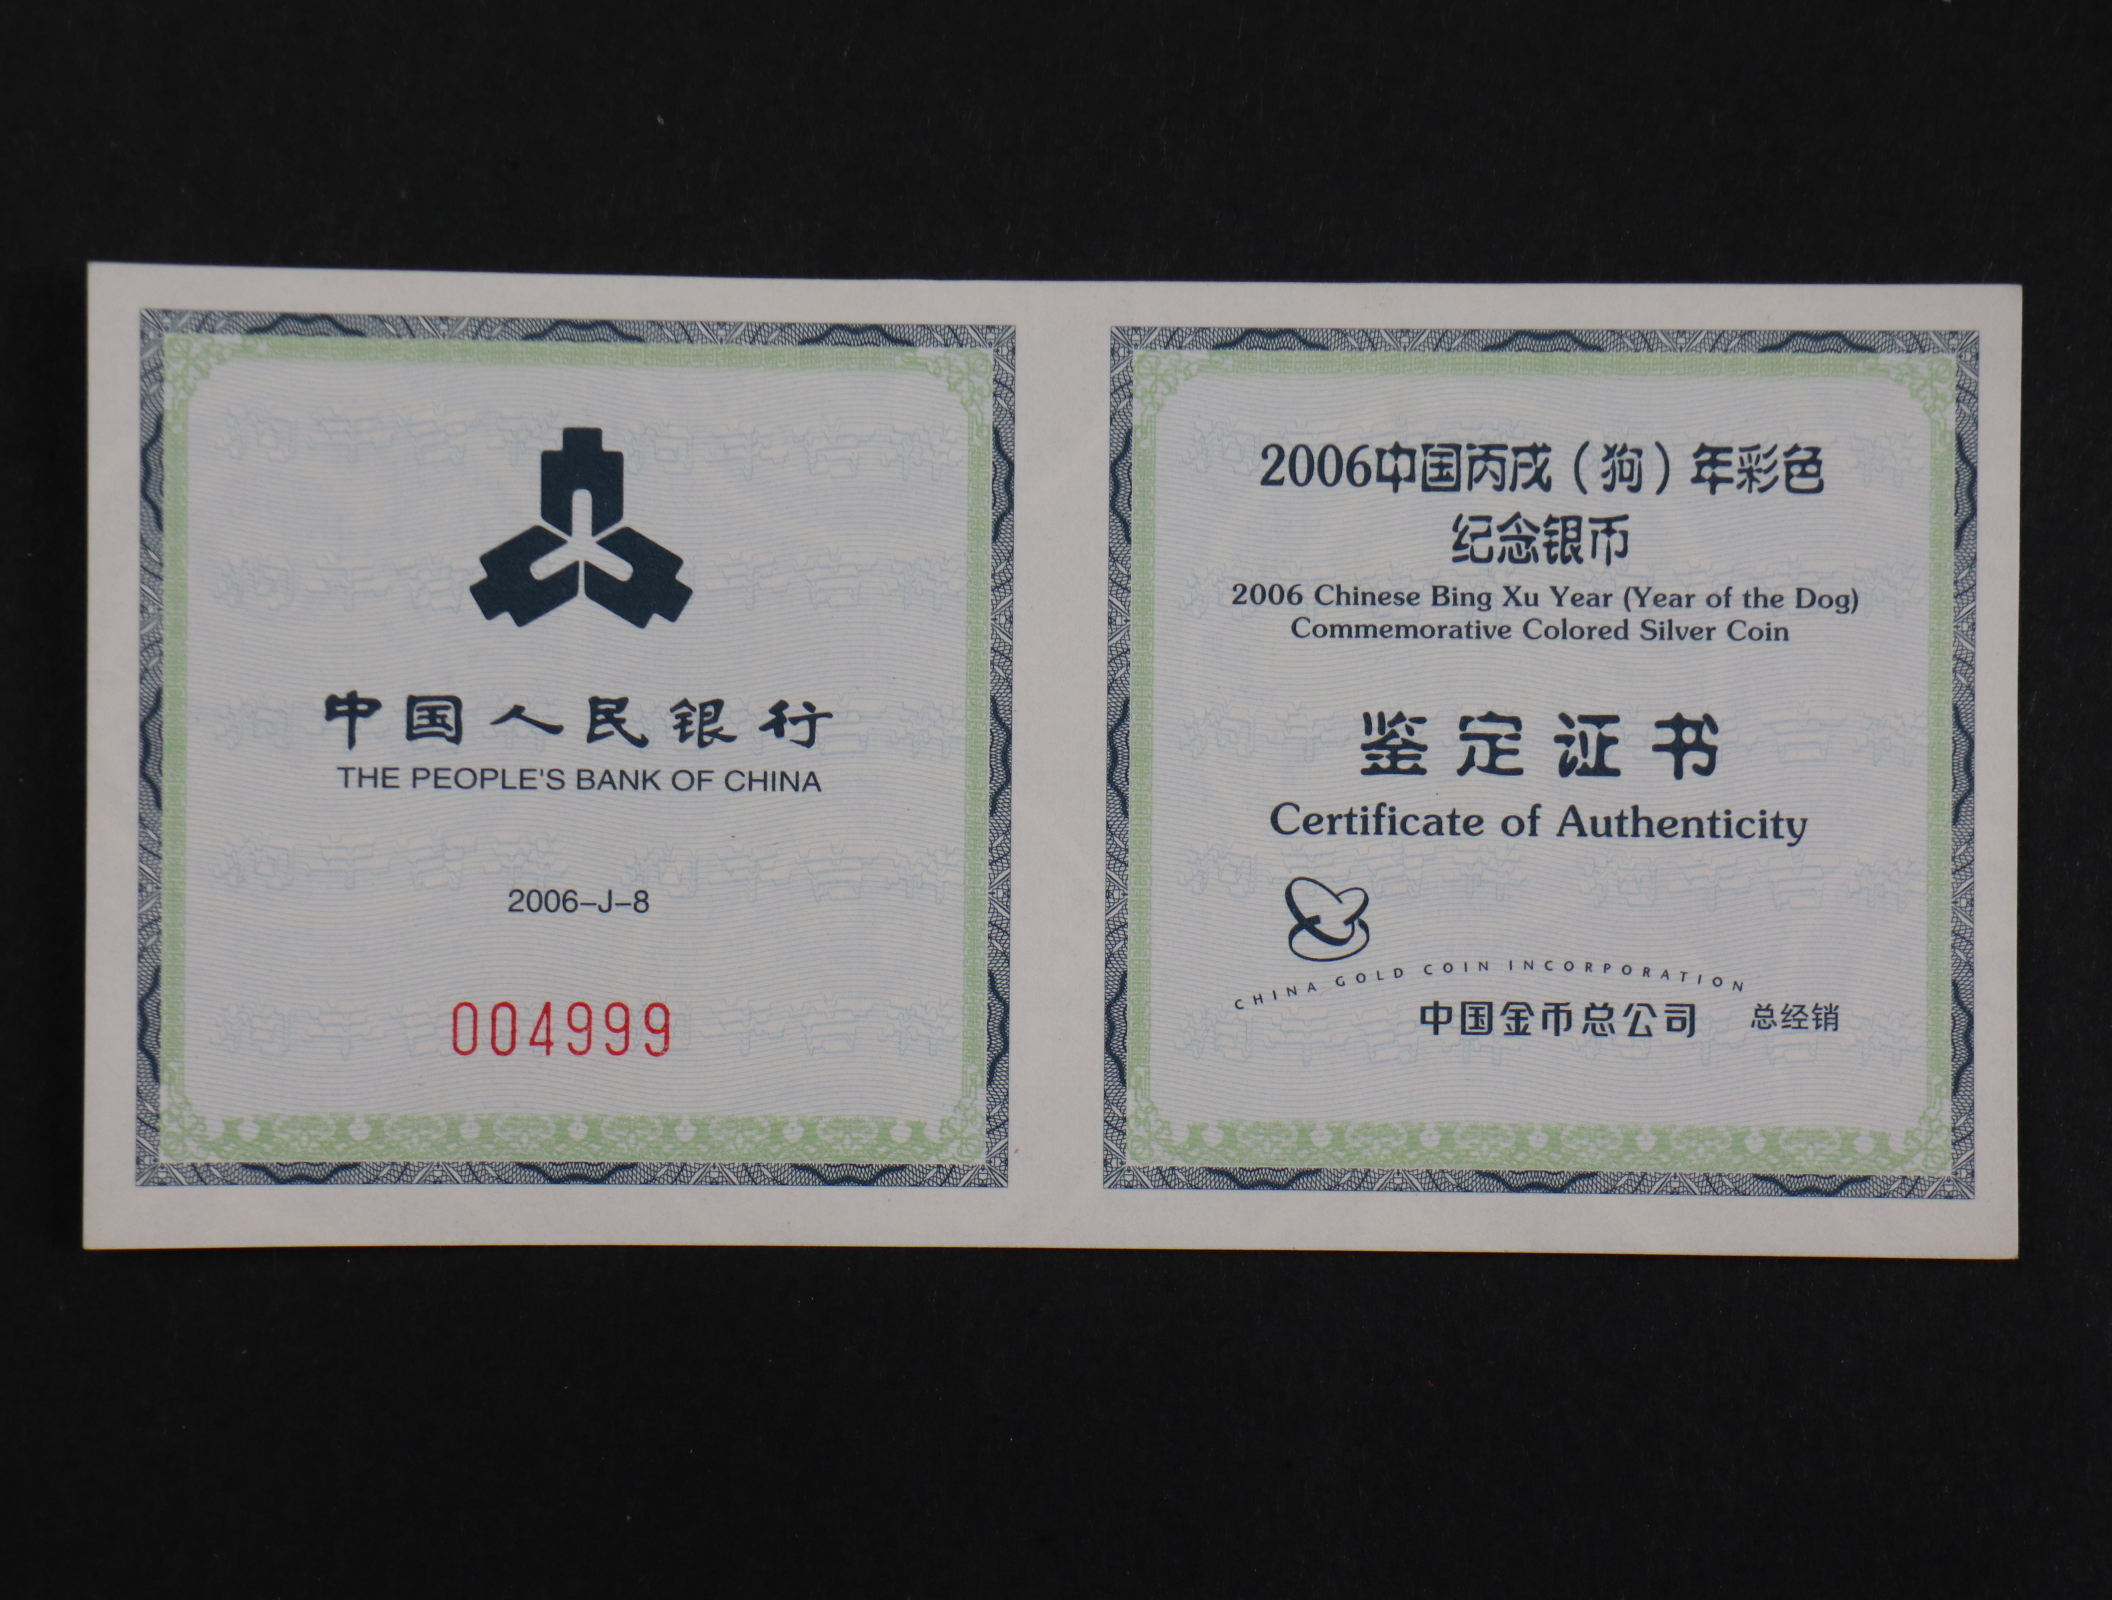 中国人民银行
THE PEOPLE'S BANK OF CHINA
2006-J-8
004999
2006中国丙戌（狗）年彩色
纪念银币
2006 Chinese Bing Xu Year (Year of the Dog)
Commemorative Colored Silver Coin
鉴定证书
Certificate of Authenticity
CHINA GOLD COIN INCORPORATION
中国金币总公司 总经销